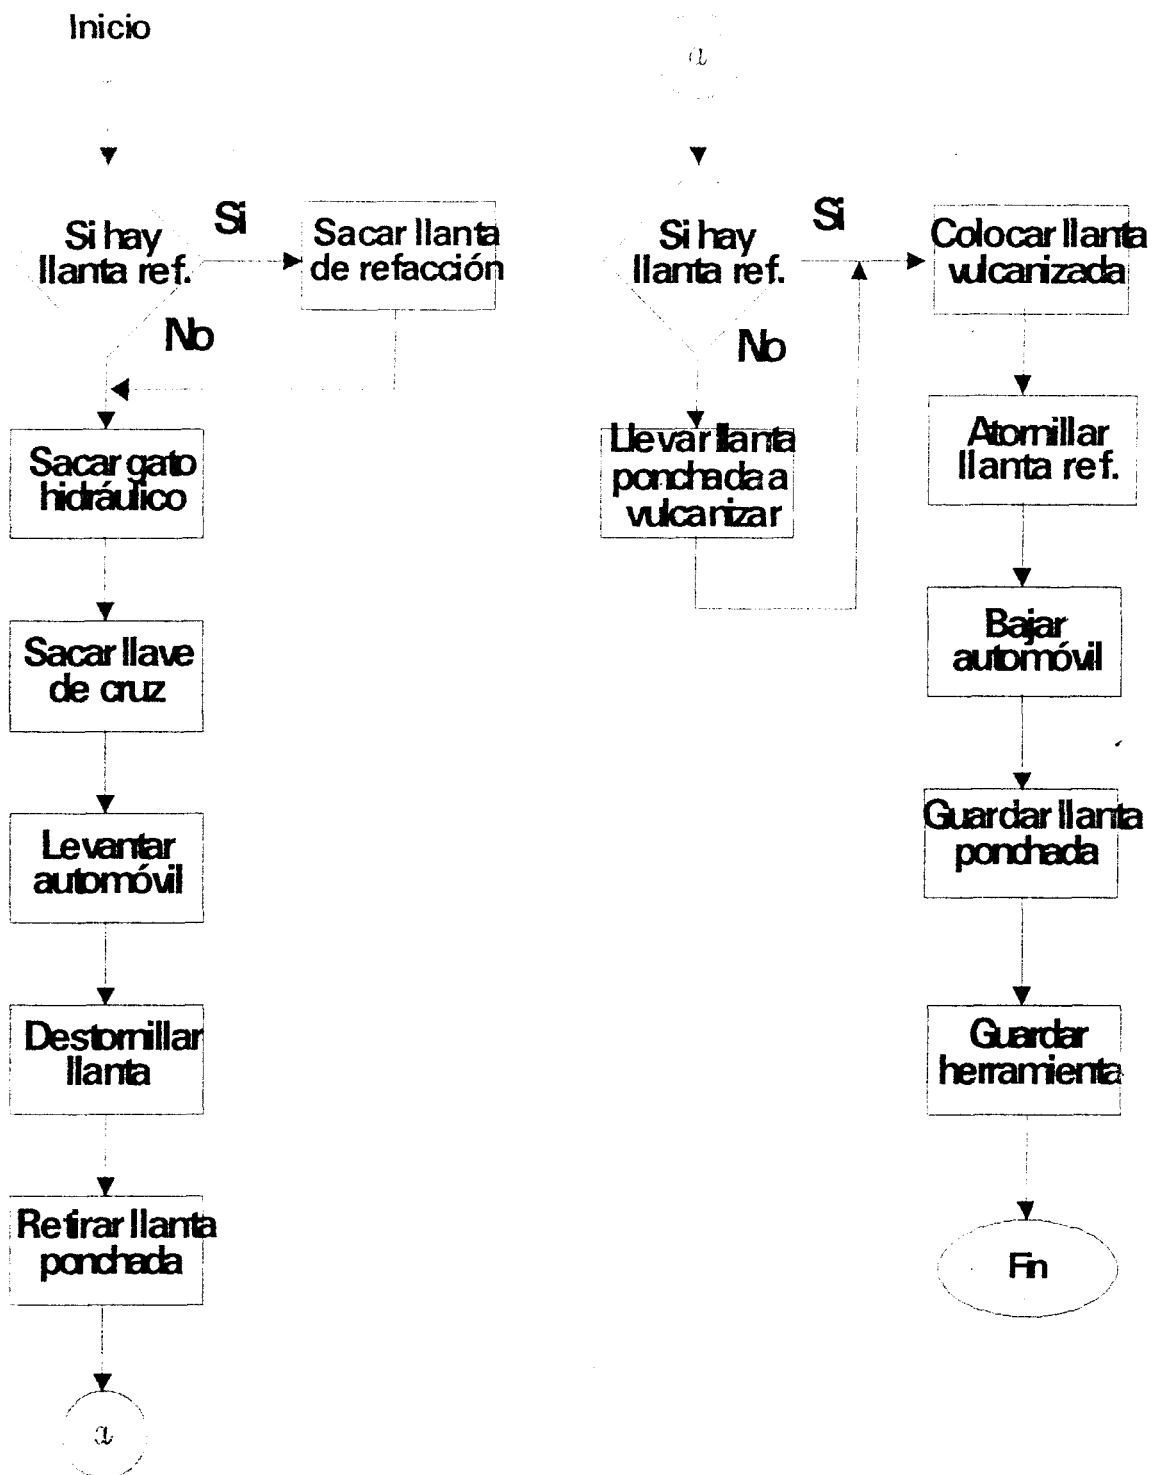 Inicio
Si hay
llanta ref.
Si
Sacar llanta
de refacción
No
Sacar gato
hidráulico
Sacar llave
de cruz
Levantar
automóvil
Destornillar
llanta
Retirar llanta
ponchada
a
a
Si hay
llanta ref.
Si
No
Llevar llanta
ponchada a
vulcanizar
Colocar llanta
vulcanizada
Atornillar
llanta ref.
Bajar
automóvil
Guardar llanta
ponchada
Guardar
herramienta
Fin